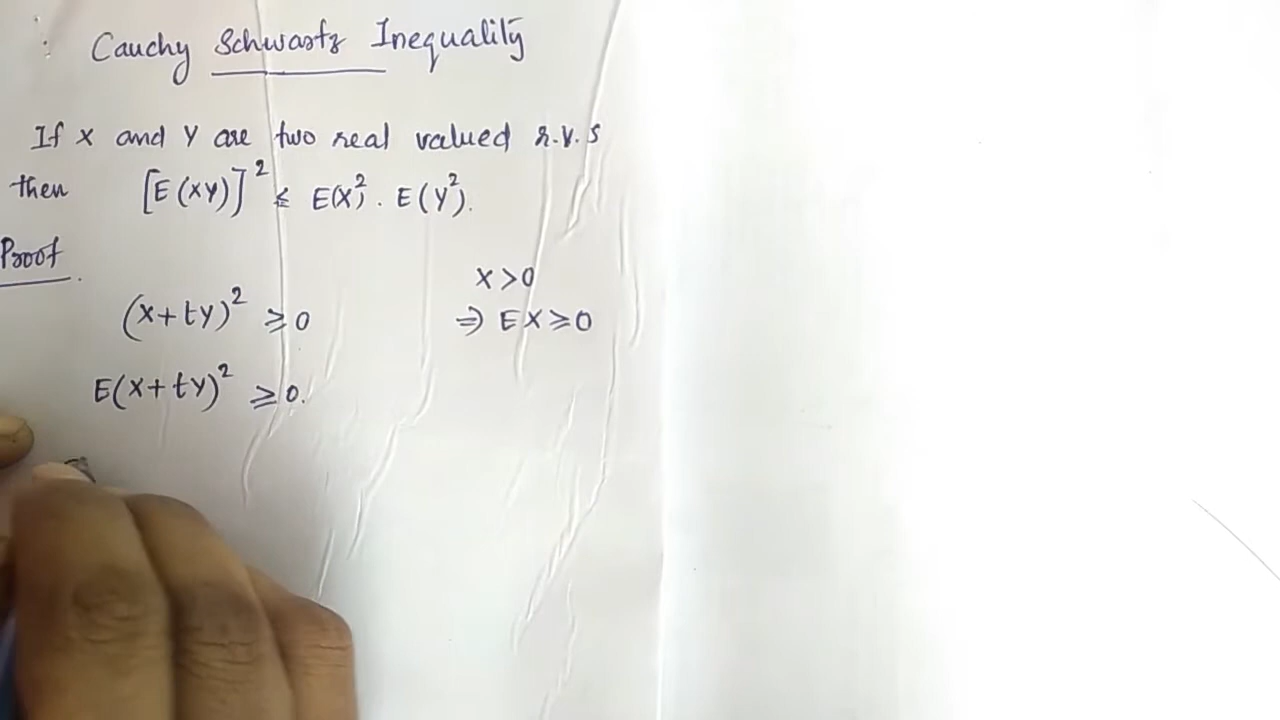 : Cauchy Schwartz Inequality
If X and Y are two real valued r.v.s
then [E(XY)]² ≤ E(X²). E(Y²).
Proof.
(X+tY)² ≥ 0
X>0
⇒ EX≥0
E(X+tY)² ≥ 0.